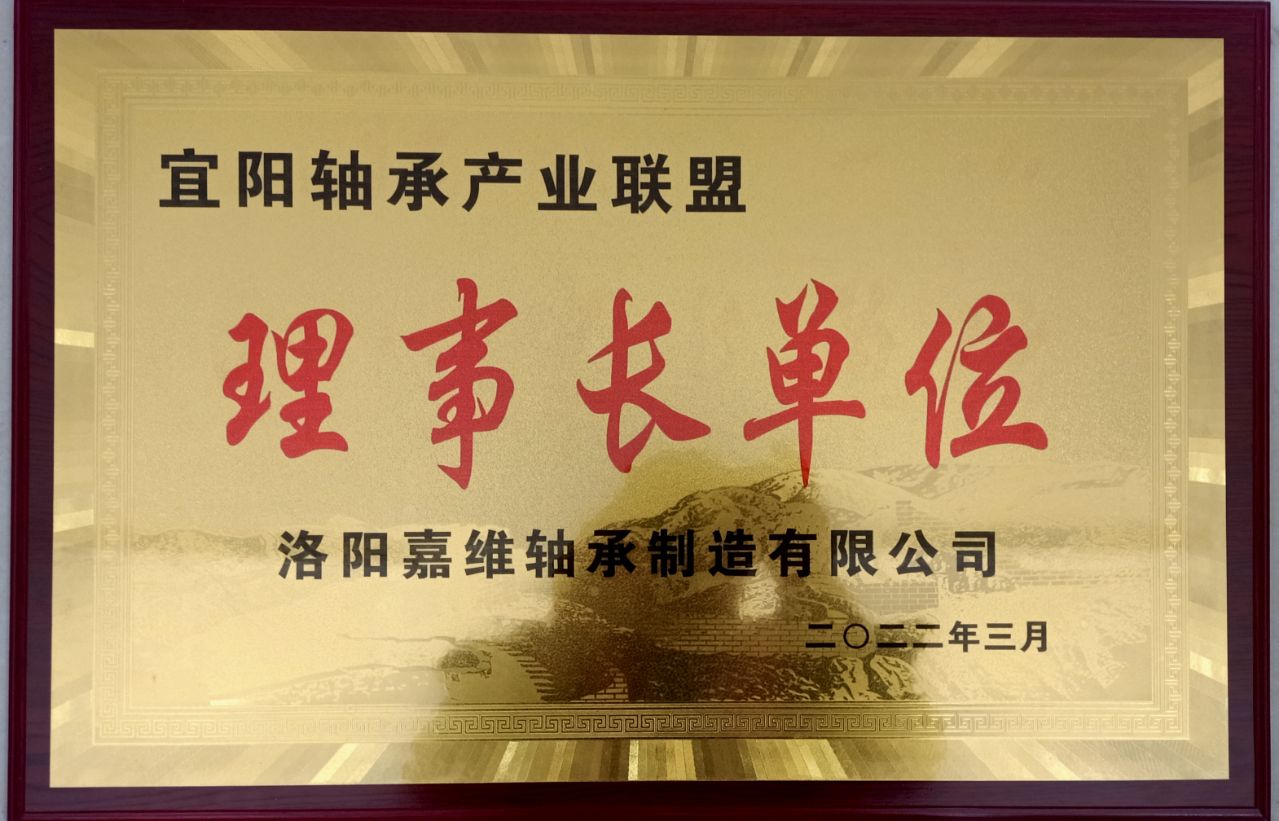 宜阳轴承产业联盟
理事长单位
洛阳嘉维轴承制造有限公司
二〇二二年三月